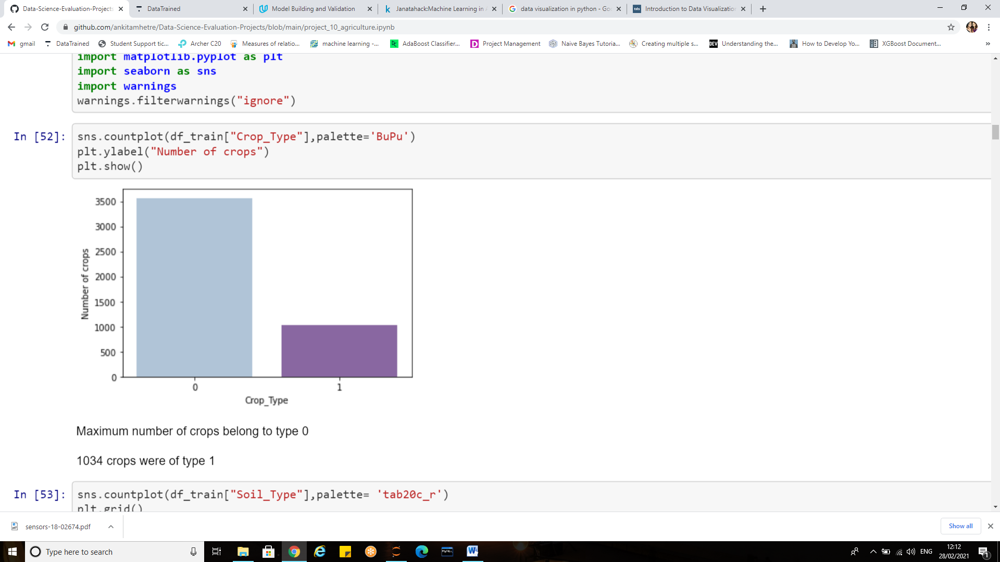 Data-Science-Evaluation-Projects
DataTrained
Model Building and Validation
Janatahack:Machine Learning in
data visualization in python - Go
Introduction to Data Visualization
github.com/ankitamhetre/Data-Science-Evaluation-Projects/blob/main/project_10_agriculture.ipynb
gmail
DataTrained
Student Support tic...
Archer C20
Measures of relatio...
machine learning -...
AdaBoost Classifier...
Project Management
Naive Bayes Tutoria...
Creating multiple s...
DEV
Understanding the...
How to Develop Yo...
XGBoost Document...
»
import matplotlib.pyplot as plt
import seaborn as sns
import warnings
warnings.filterwarnings("ignore")
In [52]:
sns.countplot(df_train["Crop_Type"],palette='BuPu')
plt.ylabel("Number of crops")
plt.show()
3500
3000
2500
2000
1500
1000
500
0
Number of crops
0
1
Crop_Type
Maximum number of crops belong to type 0
1034 crops were of type 1
In [53]:
sns.countplot(df_train["Soil_Type"],palette= 'tab20c_r')
plt.grid()
sensors-18-02674.pdf
Show all
Type here to search
ENG
12:12
28/02/2021
1